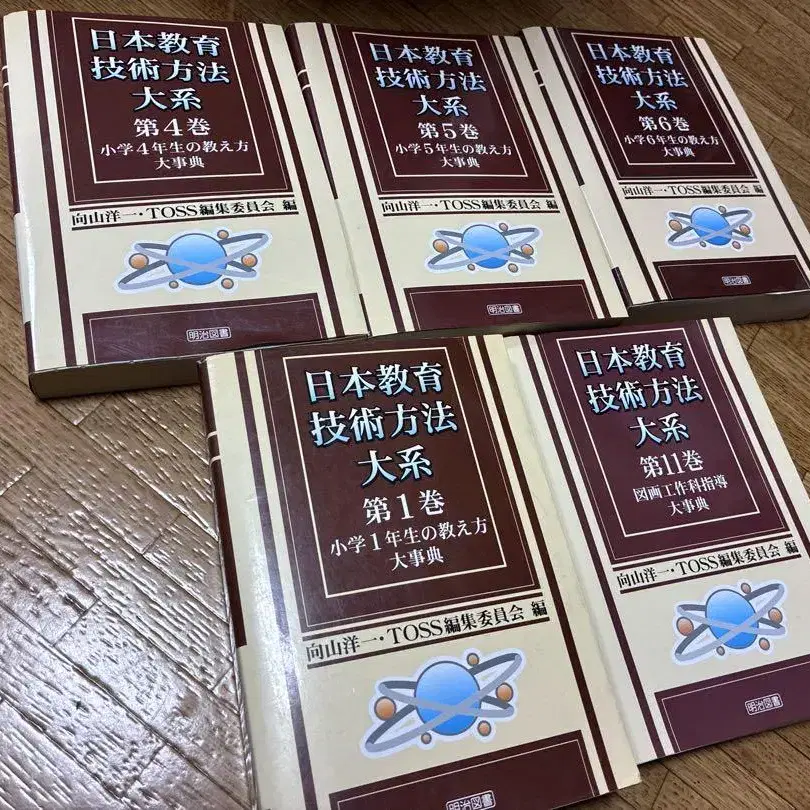 日本教育
技術方法
大系
第4巻
小学4年生の教え方
大事典
向山洋一・TOSS編集委員会 編
明治図書
日本教育
技術方法
大系
第5巻
小学5年生の教え方
大事典
向山洋一・TOSS編集委員会 編
明治図書
日本教育
技術方法
大系
第6巻
小学6年生の教え方
大事典
向山洋一・TOSS編集委員会 編
明治図書
日本教育
技術方法
大系
第1巻
小学1年生の教え方
大事典
向山洋一・TOSS編集委員会 編
明治図書
日本教育
技術方法
大系
第11巻
図画工作科指導
大事典
向山洋一・TOSS編集委員会 編
明治図書